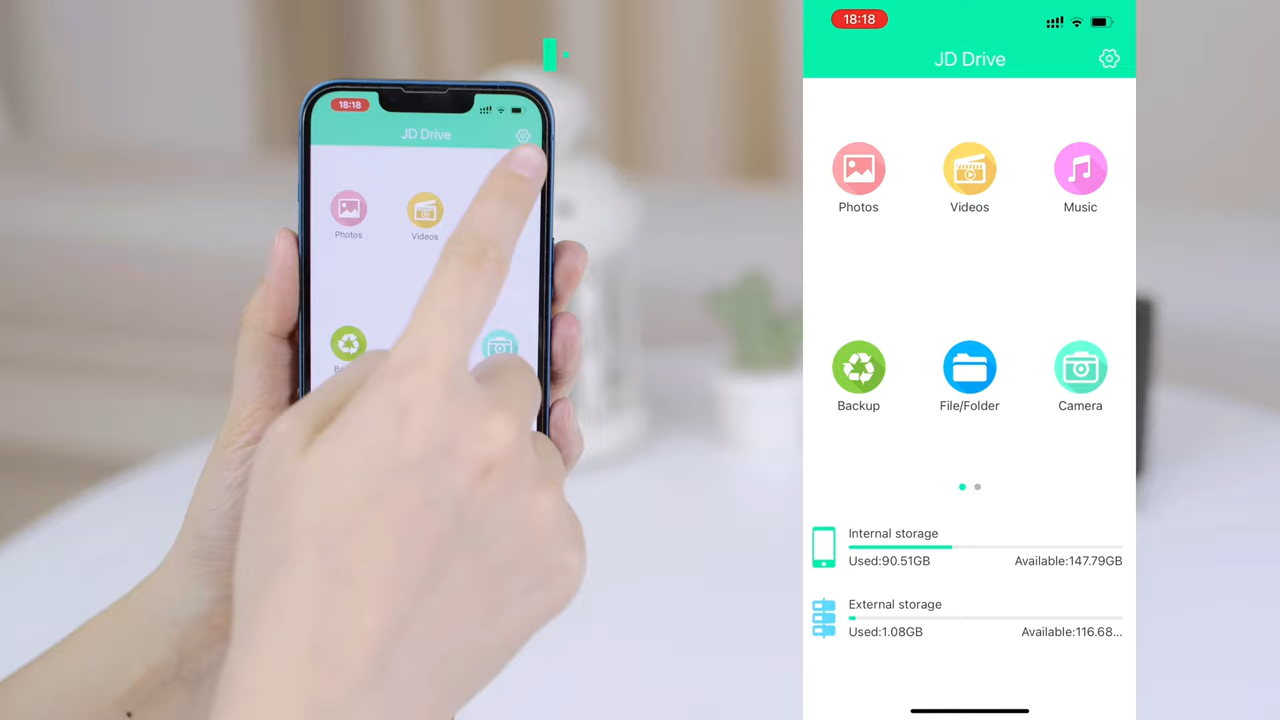 18:18
JD Drive
Photos
Videos
18:18
JD Drive
Photos
Videos
Music
Backup
File/Folder
Camera
Internal storage
Used:90.51GB
Available:147.79GB
External storage
Used:1.08GB
Available:116.68...